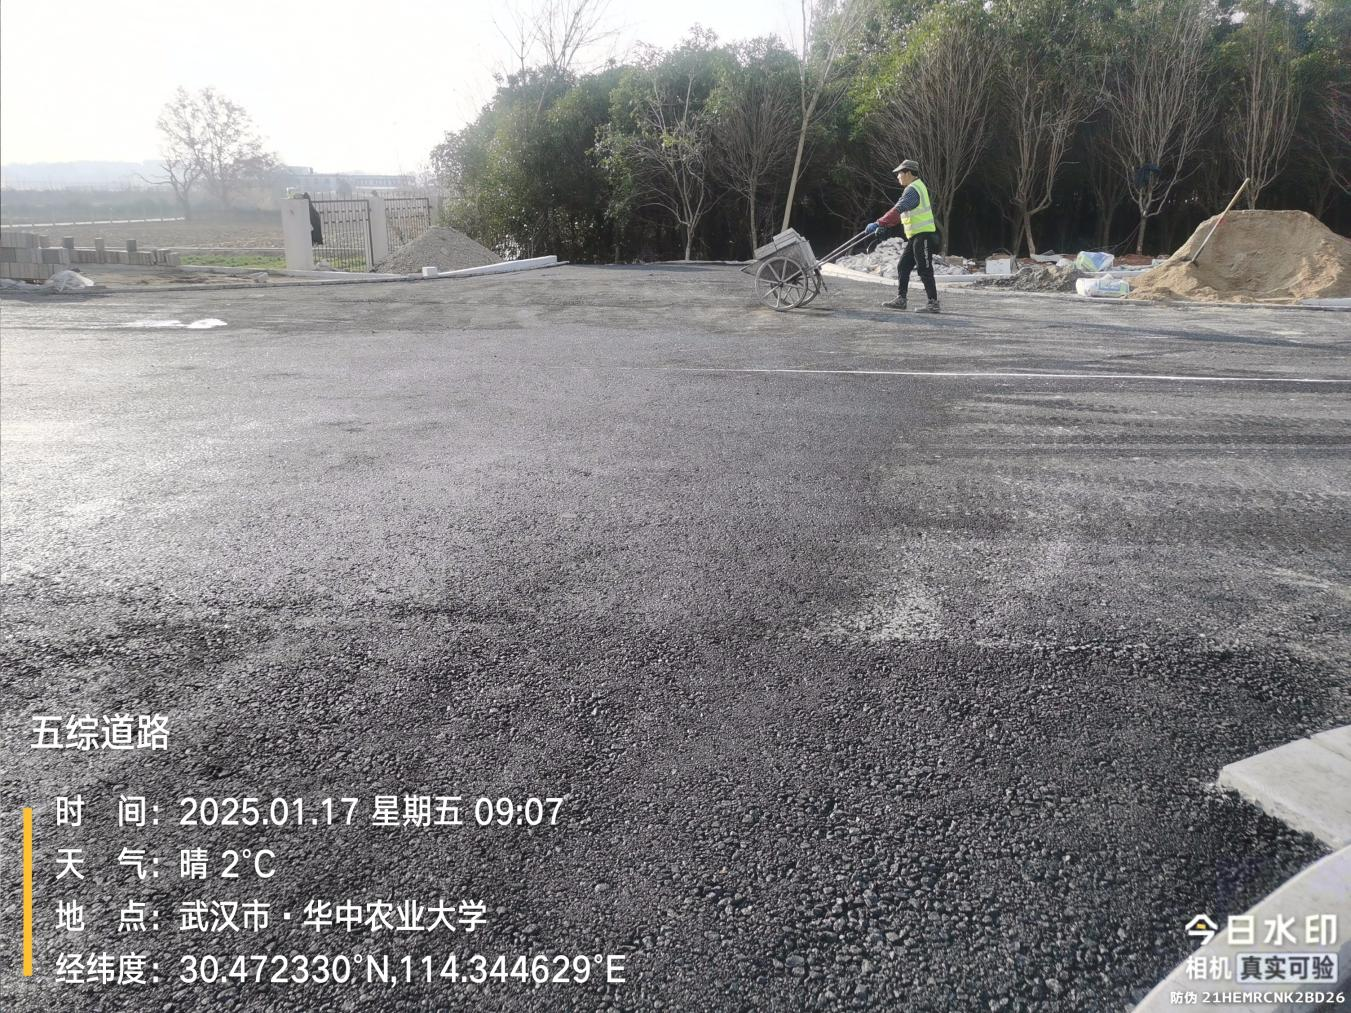 五综道路
时 间：2025.01.17 星期五 09:07
天 气：晴 2°C
地 点：武汉市·华中农业大学
经纬度：30.472330°N,114.344629°E
今日水印
相机 真实可验
防伪 21HEMRCNK2BD26